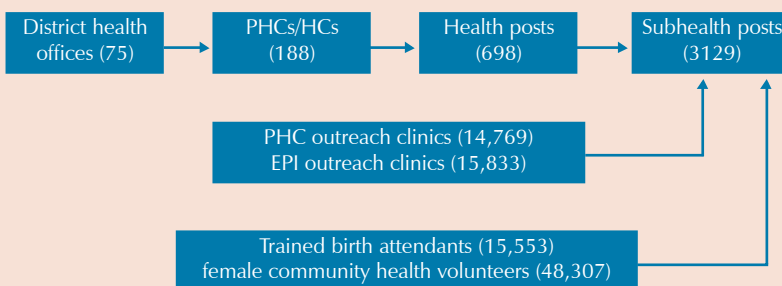 District health
offices (75)
PHCs/HCs
(188)
Health posts
(698)
Subhealth posts
(3129)
PHC outreach clinics (14,769)
EPI outreach clinics (15,833)
Trained birth attendants (15,553)
female community health volunteers (48,307)